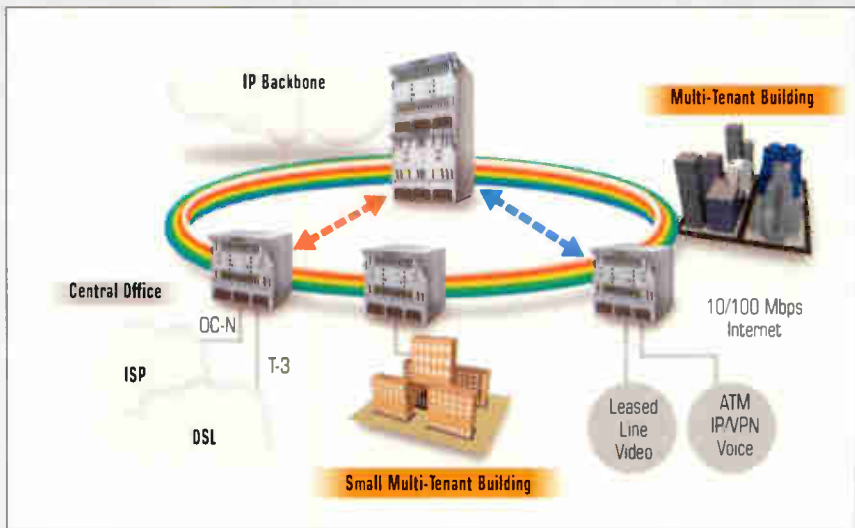 IP Backbone
Multi-Tenant Building
Central Office
OC-N
10/100 Mbps
Internet
ISP
T-3
DSL
Leased
Line
Video
ATM
IP/VPN
Voice
Small Multi-Tenant Building